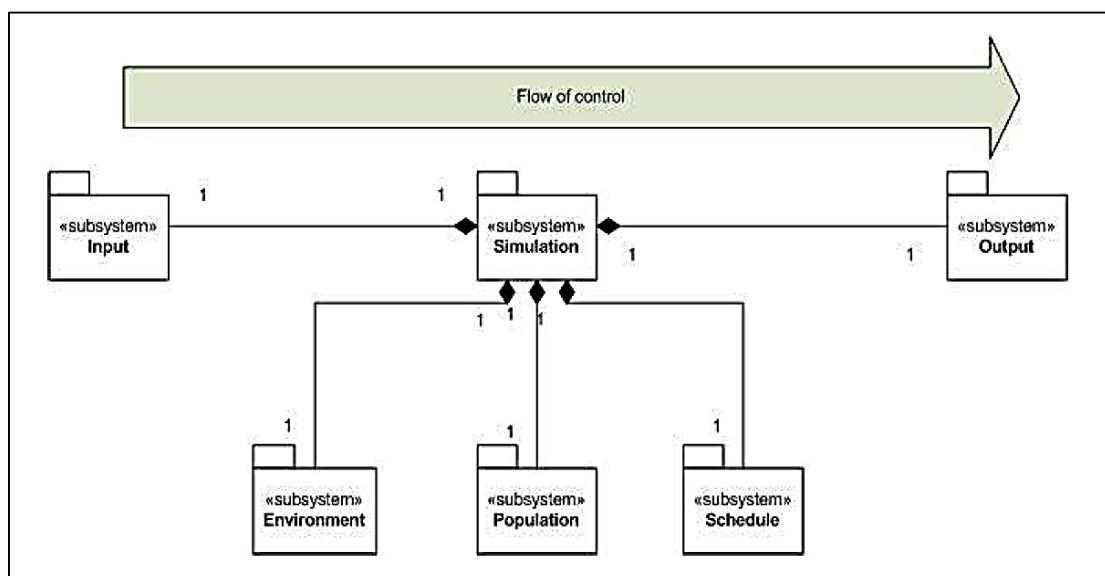 Flow of control
1
1
«subsystem»
Input
«subsystem»
Simulation
«subsystem»
Output
1
1
1
1
1
1
1
1
«subsystem»
Environment
«subsystem»
Population
«subsystem»
Schedule